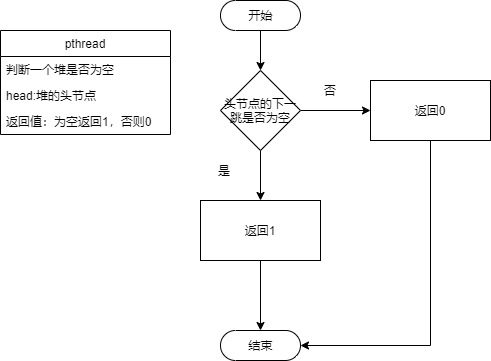 pthread
判断一个堆是否为空
head:堆的头节点
返回值：为空返回1，否则0
开始
头节点的下一
跳是否为空
否
返回0
是
返回1
结束